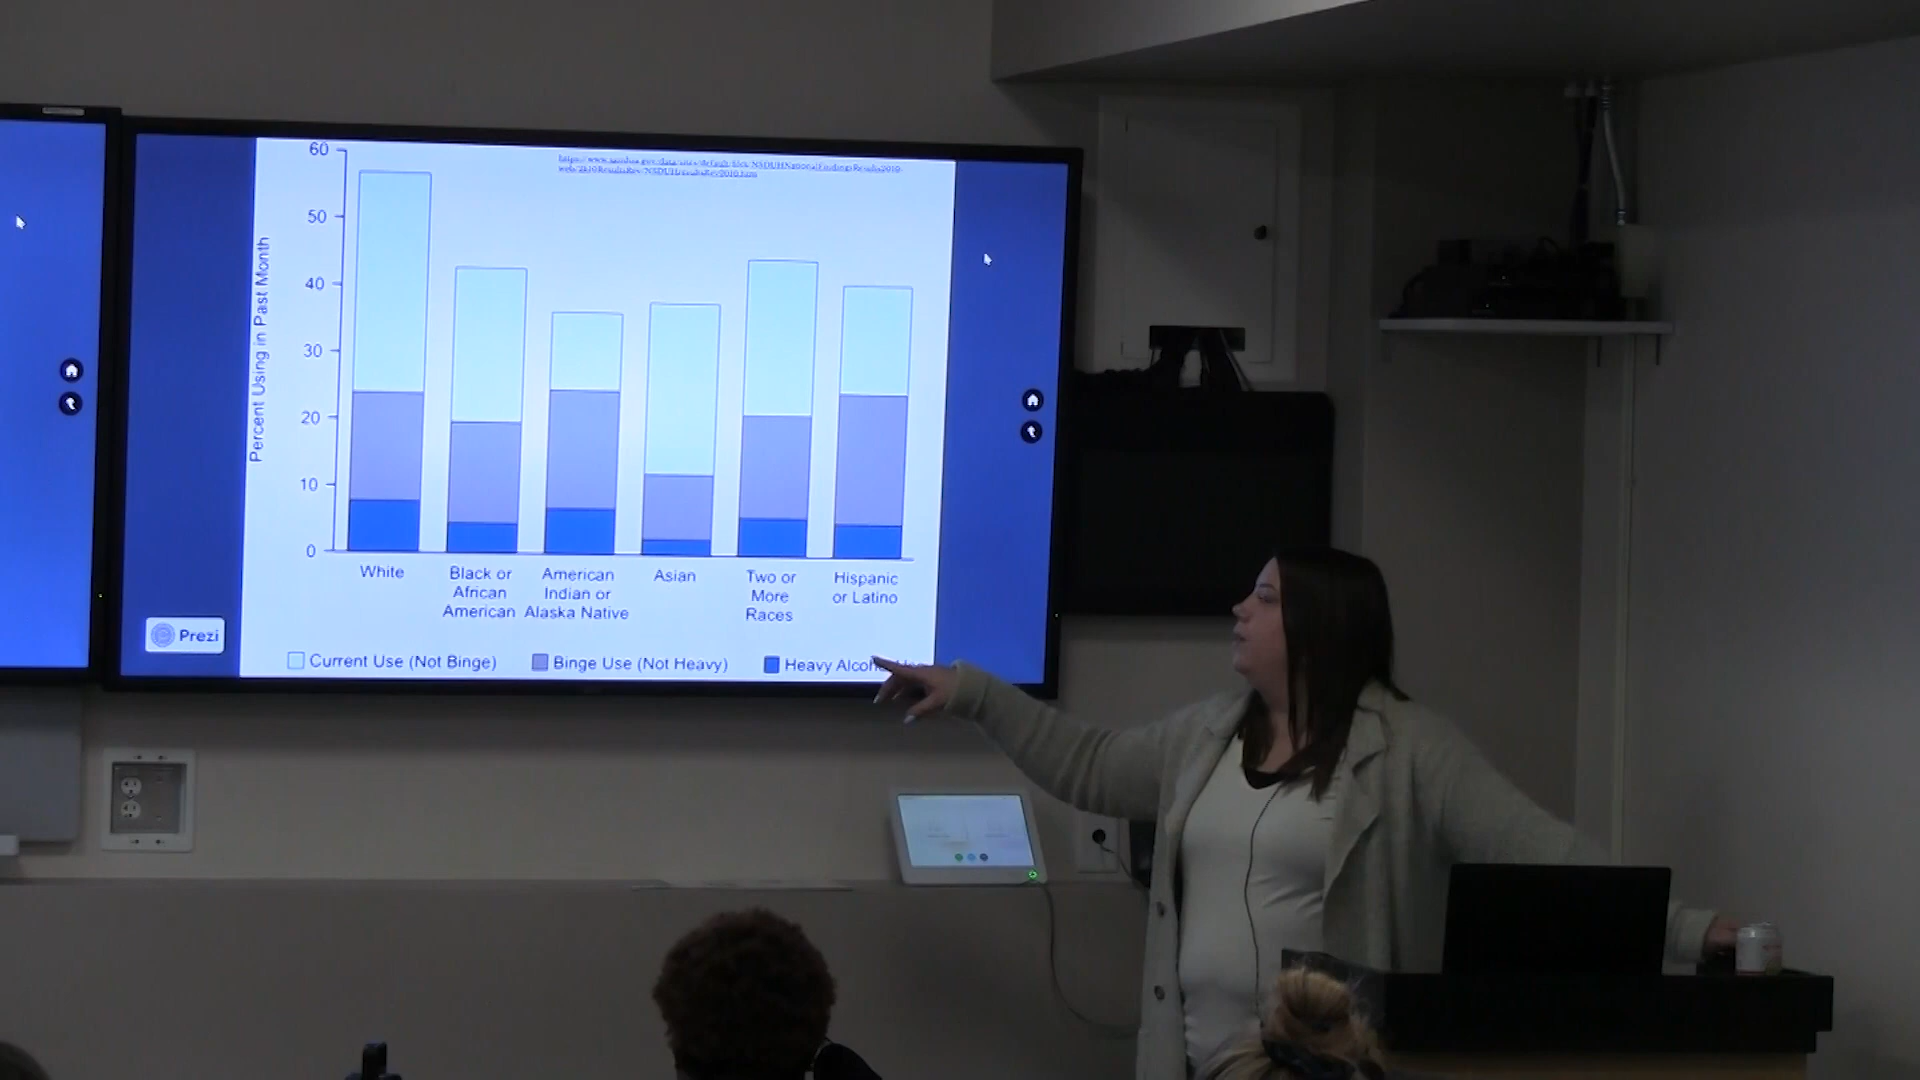 60
50
40
30
20
10
0
Percent Using in Past Month
White
Black or
African
American
American
Indian or
Alaska Native
Asian
Two or
More
Races
Hispanic
or Latino
Current Use (Not Binge)
Binge Use (Not Heavy)
Heavy
Prezi